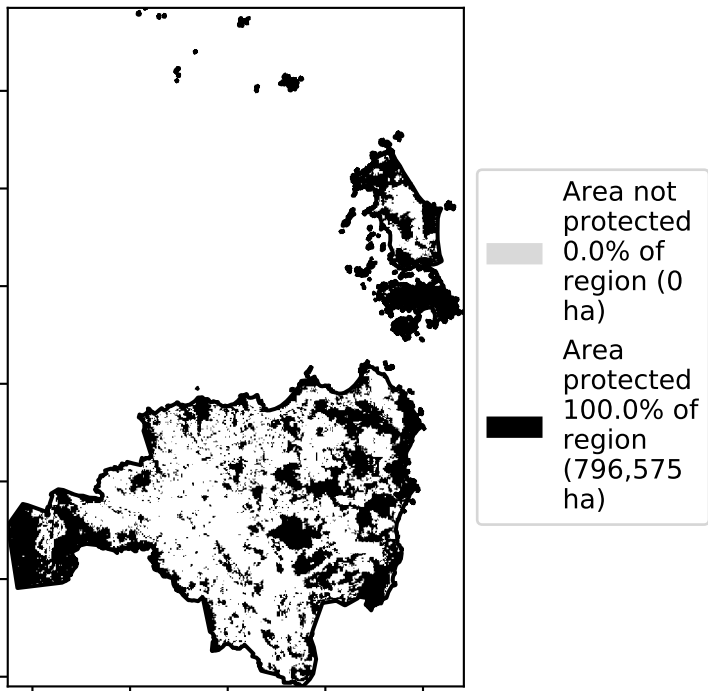 Area not
protected
0.0% of
region (0
ha)
Area
protected
100.0% of
region
(796,575
ha)